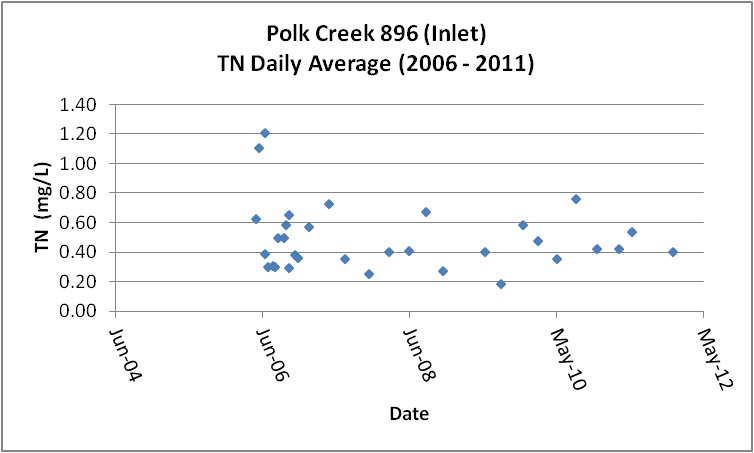 Polk Creek 896 (Inlet)
TN Daily Average (2006 - 2011)
1.40
1.20
1.00
0.80
0.60
0.40
0.20
0.00
TN (mg/L)
Jun-04
Jun-06
Jun-08
May-10
May-12
Date